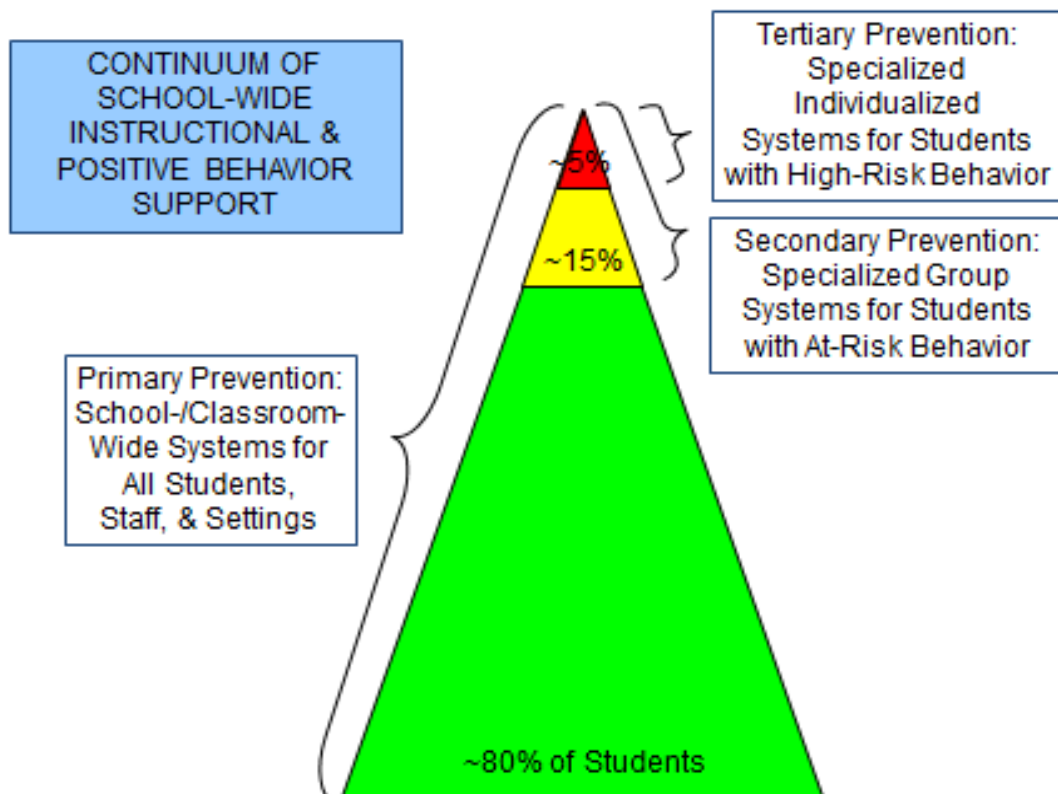 CONTINUUM OF
SCHOOL-WIDE
INSTRUCTIONAL &
POSITIVE BEHAVIOR
SUPPORT
Tertiary Prevention:
Specialized
Individualized
Systems for Students
with High-Risk Behavior
~5%
~15%
Secondary Prevention:
Specialized Group
Systems for Students
with At-Risk Behavior
Primary Prevention:
School-/Classroom-
Wide Systems for
All Students,
Staff, & Settings
~80% of Students